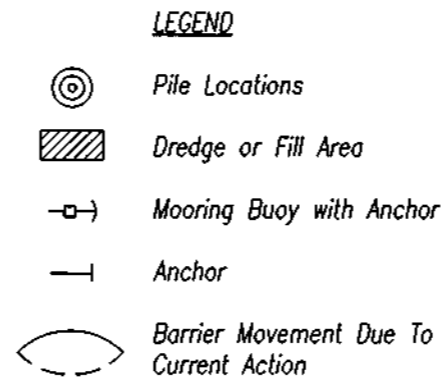 LEGEND
Pile Locations
Dredge or Fill Area
Mooring Buoy with Anchor
Anchor
Barrier Movement Due To
Current Action